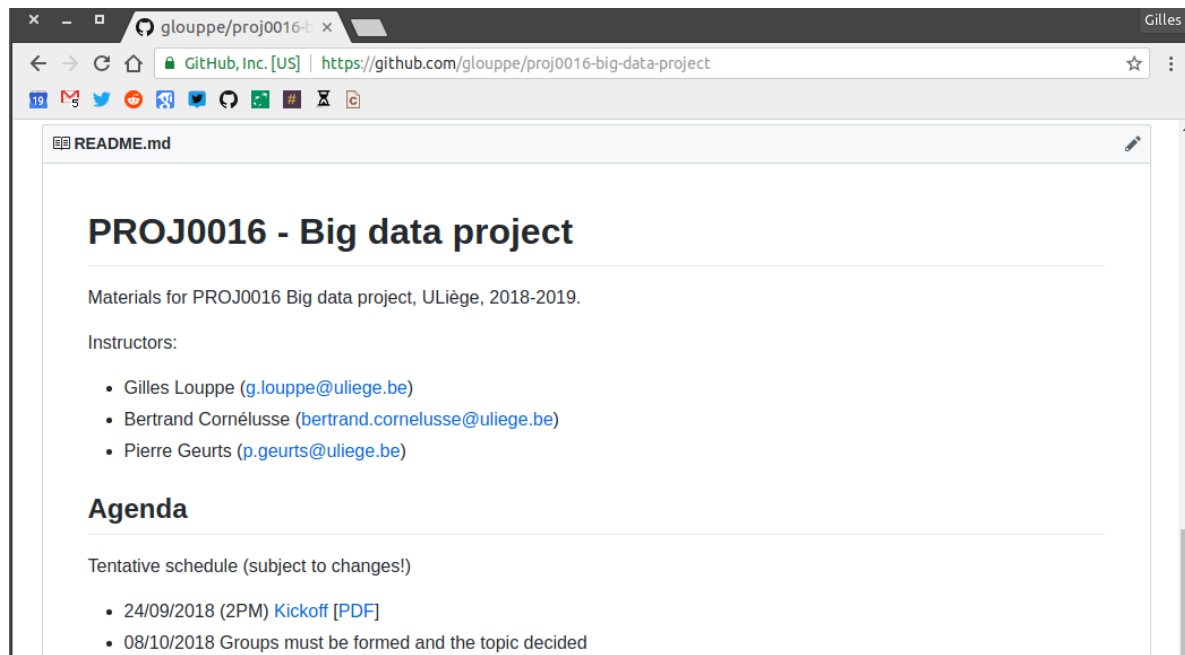 Gilles
glouppe/proj0016-b
GitHub, Inc. [US] | https://github.com/glouppe/proj0016-big-data-project
19 5 # C
README.md
PROJ0016 - Big data project
Materials for PROJ0016 Big data project, ULiège, 2018-2019.
Instructors:
• Gilles Louppe (g.louppe@uliege.be)
• Bertrand Cornélusse (bertrand.cornelusse@uliege.be)
• Pierre Geurts (p.geurts@uliege.be)
Agenda
Tentative schedule (subject to changes!)
• 24/09/2018 (2PM) Kickoff [PDF]
• 08/10/2018 Groups must be formed and the topic decided